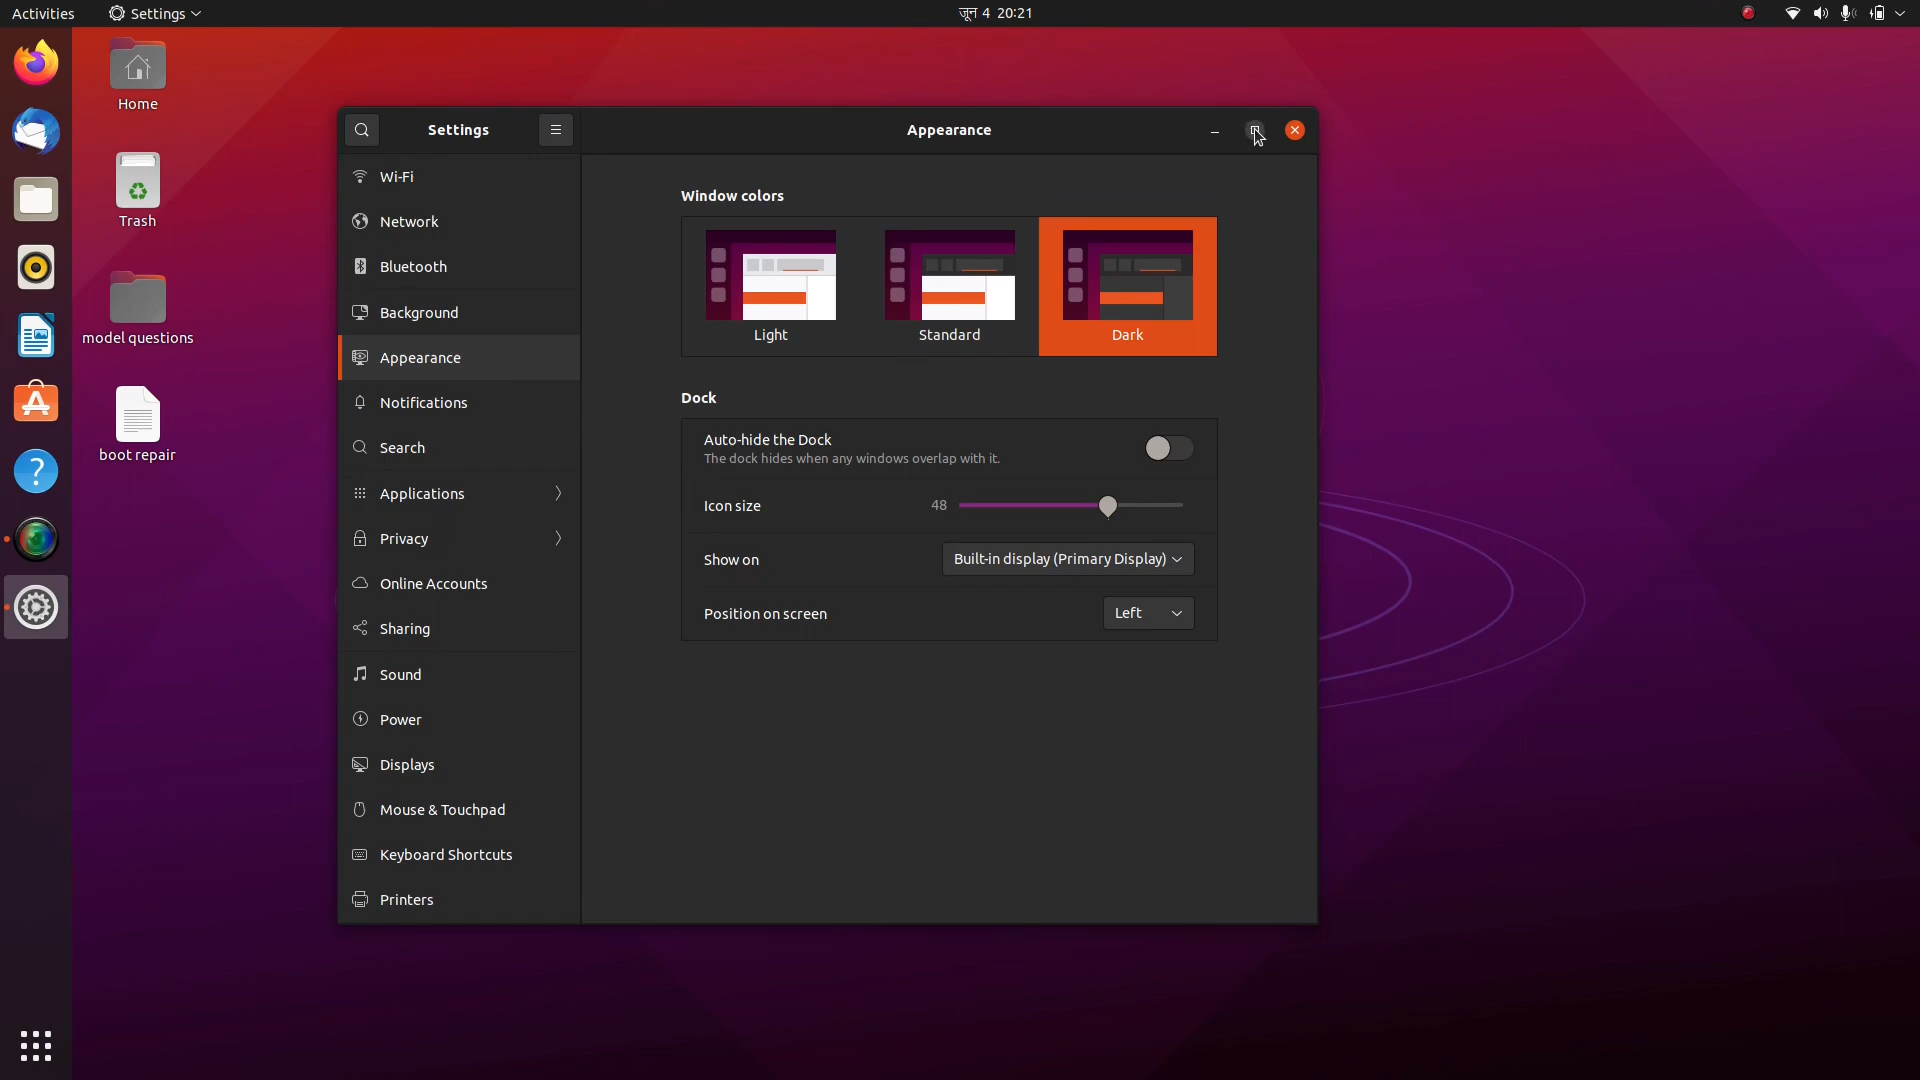 Activities
Settings
जून 4 20:21
Home
Trash
model questions
boot repair
Settings
Appearance
Wi-Fi
Network
Bluetooth
Background
Appearance
Notifications
Search
Applications
Privacy
Online Accounts
Sharing
Sound
Power
Displays
Mouse & Touchpad
Keyboard Shortcuts
Printers
Window colors
Light
Standard
Dark
Dock
Auto-hide the Dock
The dock hides when any windows overlap with it.
Icon size 48
Show on Built-in display (Primary Display)
Position on screen Left